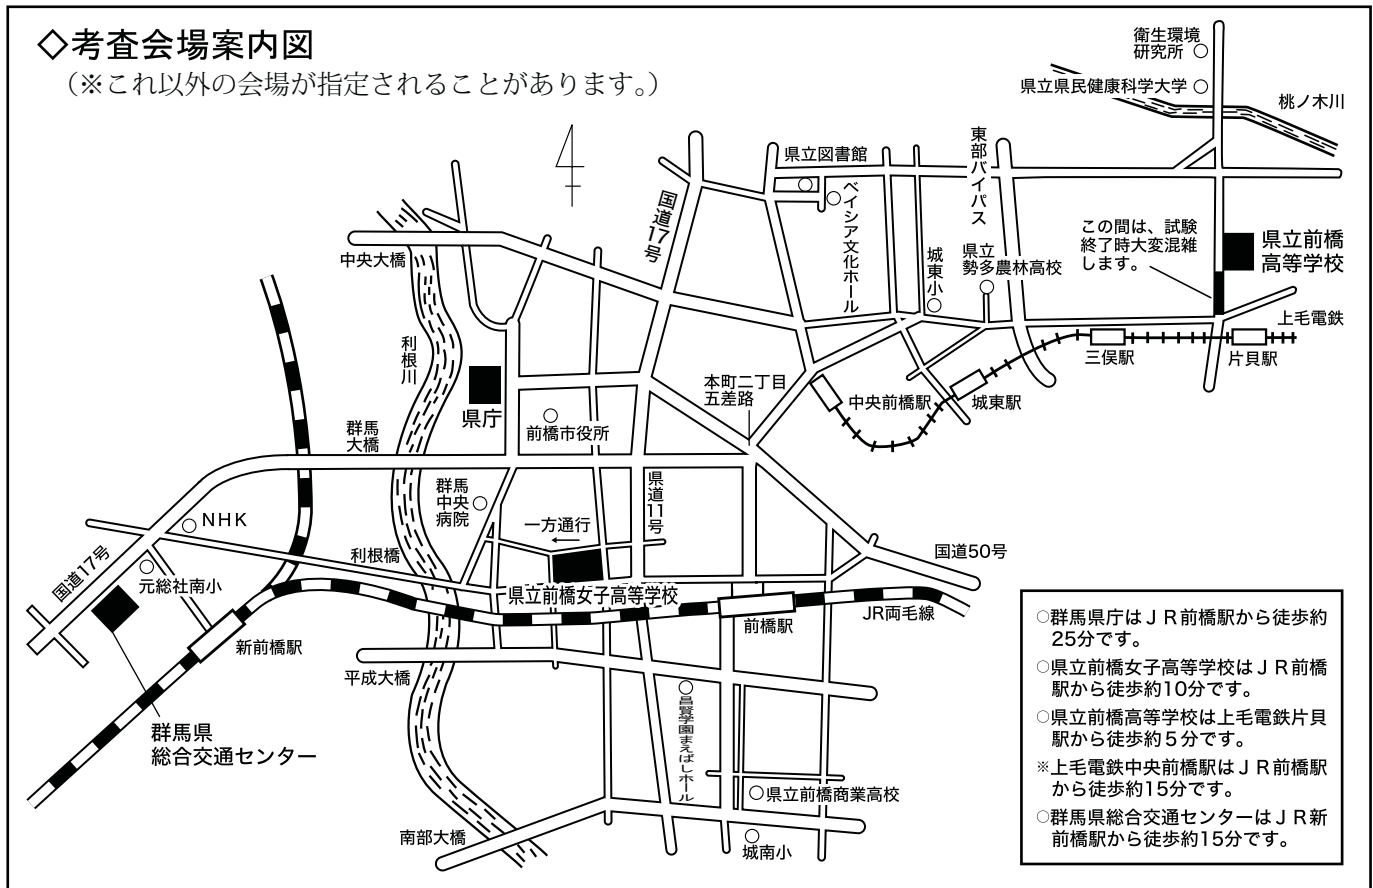 ◇考査会場案内図
（※これ以外の会場が指定されることがあります。）
衛生環境
研究所
県立県民健康科学大学
桃ノ木川
東部バイパス
県立図書館
ベイシア文化ホール
国道17号
中央大橋
城東小
県立
勢多農林高校
この間は、試験
終了時大変混雑
します。
県立前橋
高等学校
上毛電鉄
三俣駅
片貝駅
利根川
県庁
本町二丁目
五差路
中央前橋駅
城東駅
前橋市役所
群馬
大橋
群馬
中央
病院
県道11号
一方通行
NHK
利根橋
国道17号
元総社南小
国道50号
県立前橋女子高等学校
新前橋駅
前橋駅
JR両毛線
平成大橋
昌賢学園まえばしホール
群馬県
総合交通センター
県立前橋商業高校
南部大橋
城南小
○群馬県庁はＪＲ前橋駅から徒歩約
25分です。
○県立前橋女子高等学校はＪＲ前橋
駅から徒歩約10分です。
○県立前橋高等学校は上毛電鉄片貝
駅から徒歩約５分です。
※上毛電鉄中央前橋駅はＪＲ前橋駅
から徒歩約15分です。
○群馬県総合交通センターはＪＲ新
前橋駅から徒歩約15分です。